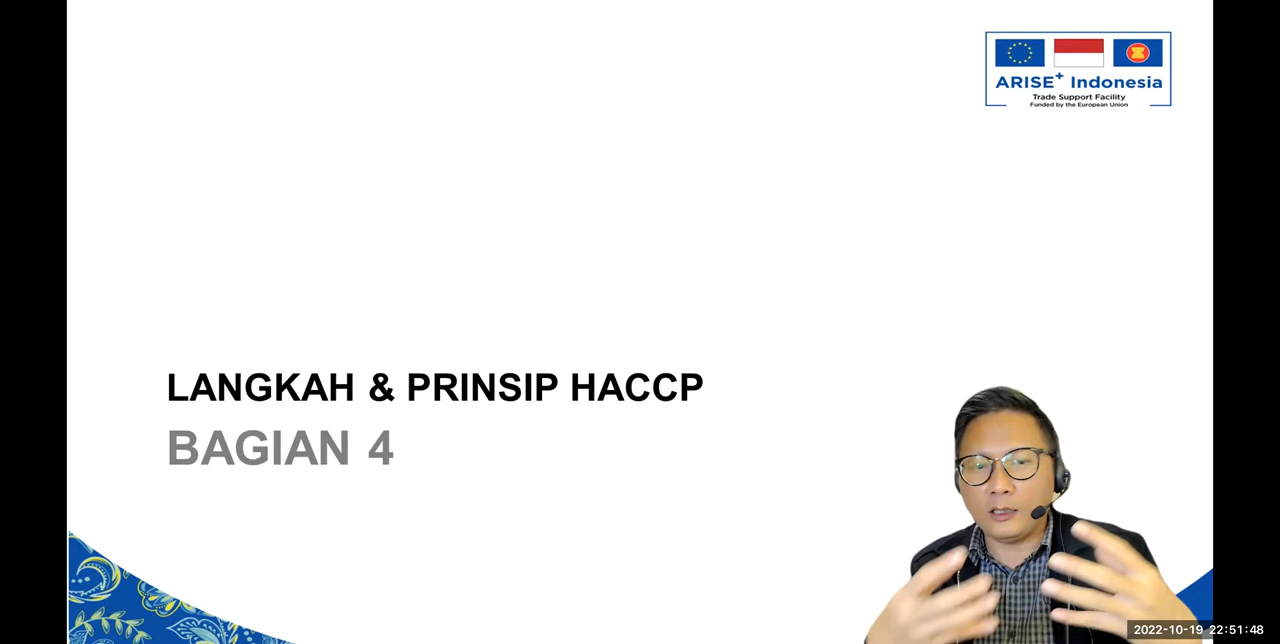 ARISE+ Indonesia
Trade Support Facility
Funded by the European Union
LANGKAH & PRINSIP HACCP
BAGIAN 4
2022-10-19 22:51:48